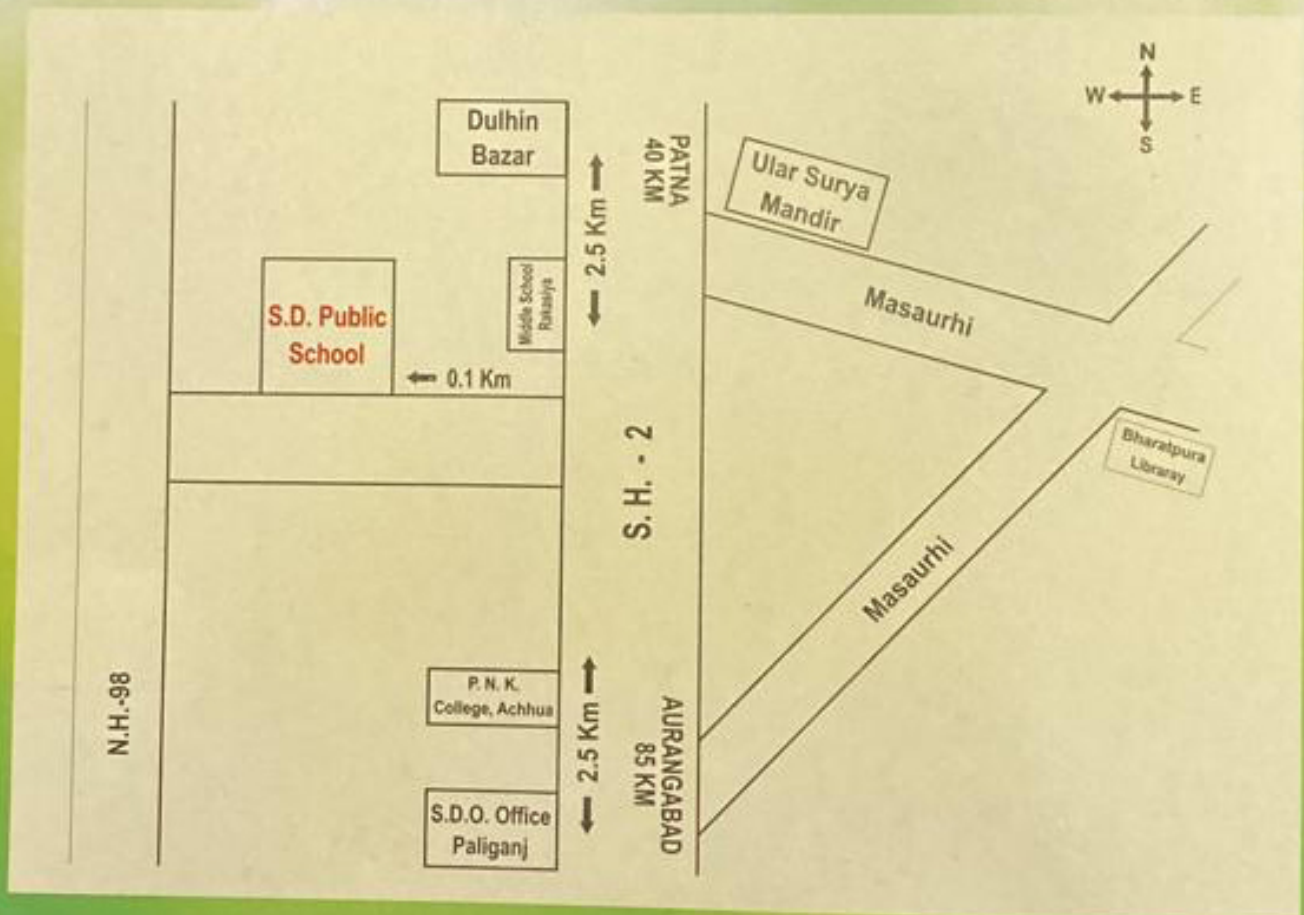 N
W E
S
Dulhin
Bazar
PATNA
40 KM
Ular Surya
Mandir
2.5 Km
Middle School
Rakasiya
S.D. Public
School
0.1 Km
Masaurhi
S. H. - 2
Bharatpura
Libraray
Masaurhi
N.H.-98
P. N. K.
College, Achhua
2.5 Km
AURANGABAD
85 KM
S.D.O. Office
Paliganj